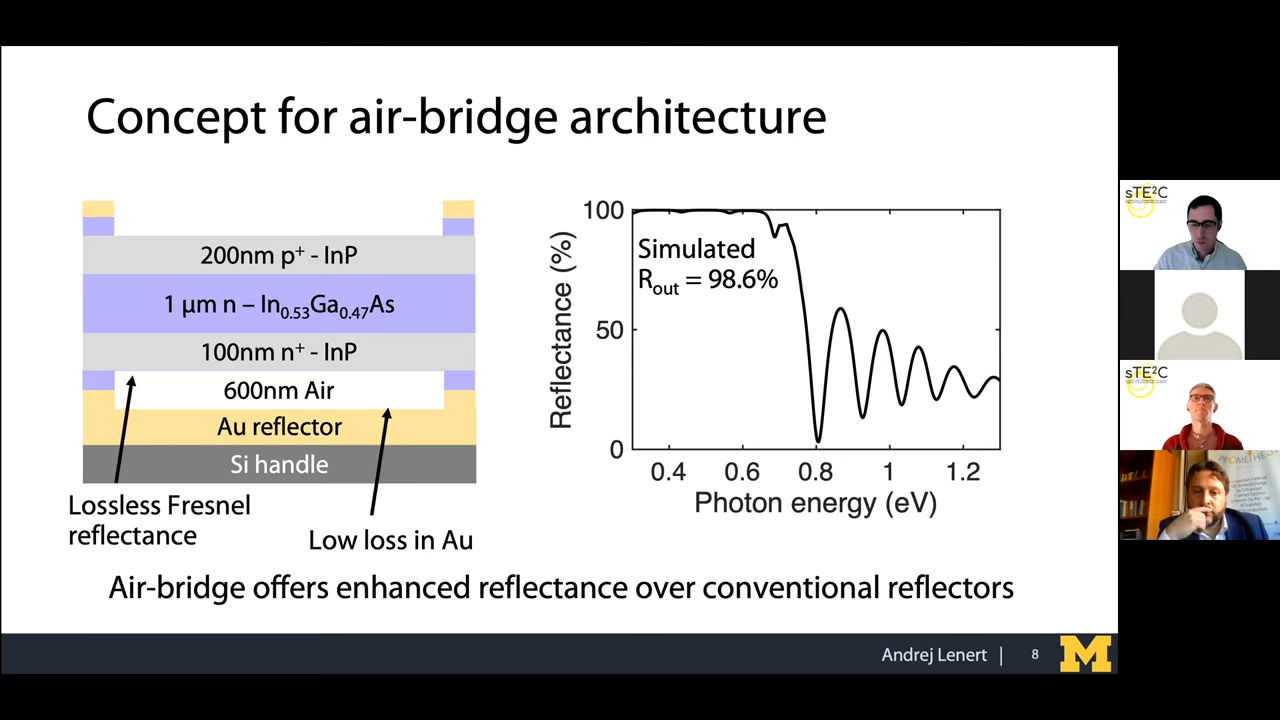 Concept for air-bridge architecture
200nm p⁺ - InP
1 µm n – In₀.₅₃Ga₀.₄₇As
100nm n⁺ - InP
600nm Air
Au reflector
Si handle
Lossless Fresnel
reflectance
Low loss in Au
Reflectance (%)
100
50
0
Simulated
Rₒᵤₜ = 98.6%
0.4 0.6 0.8 1 1.2
Photon energy (eV)
Air-bridge offers enhanced reflectance over conventional reflectors
Andrej Lenert | 8
M
sTE²C
sTE²C